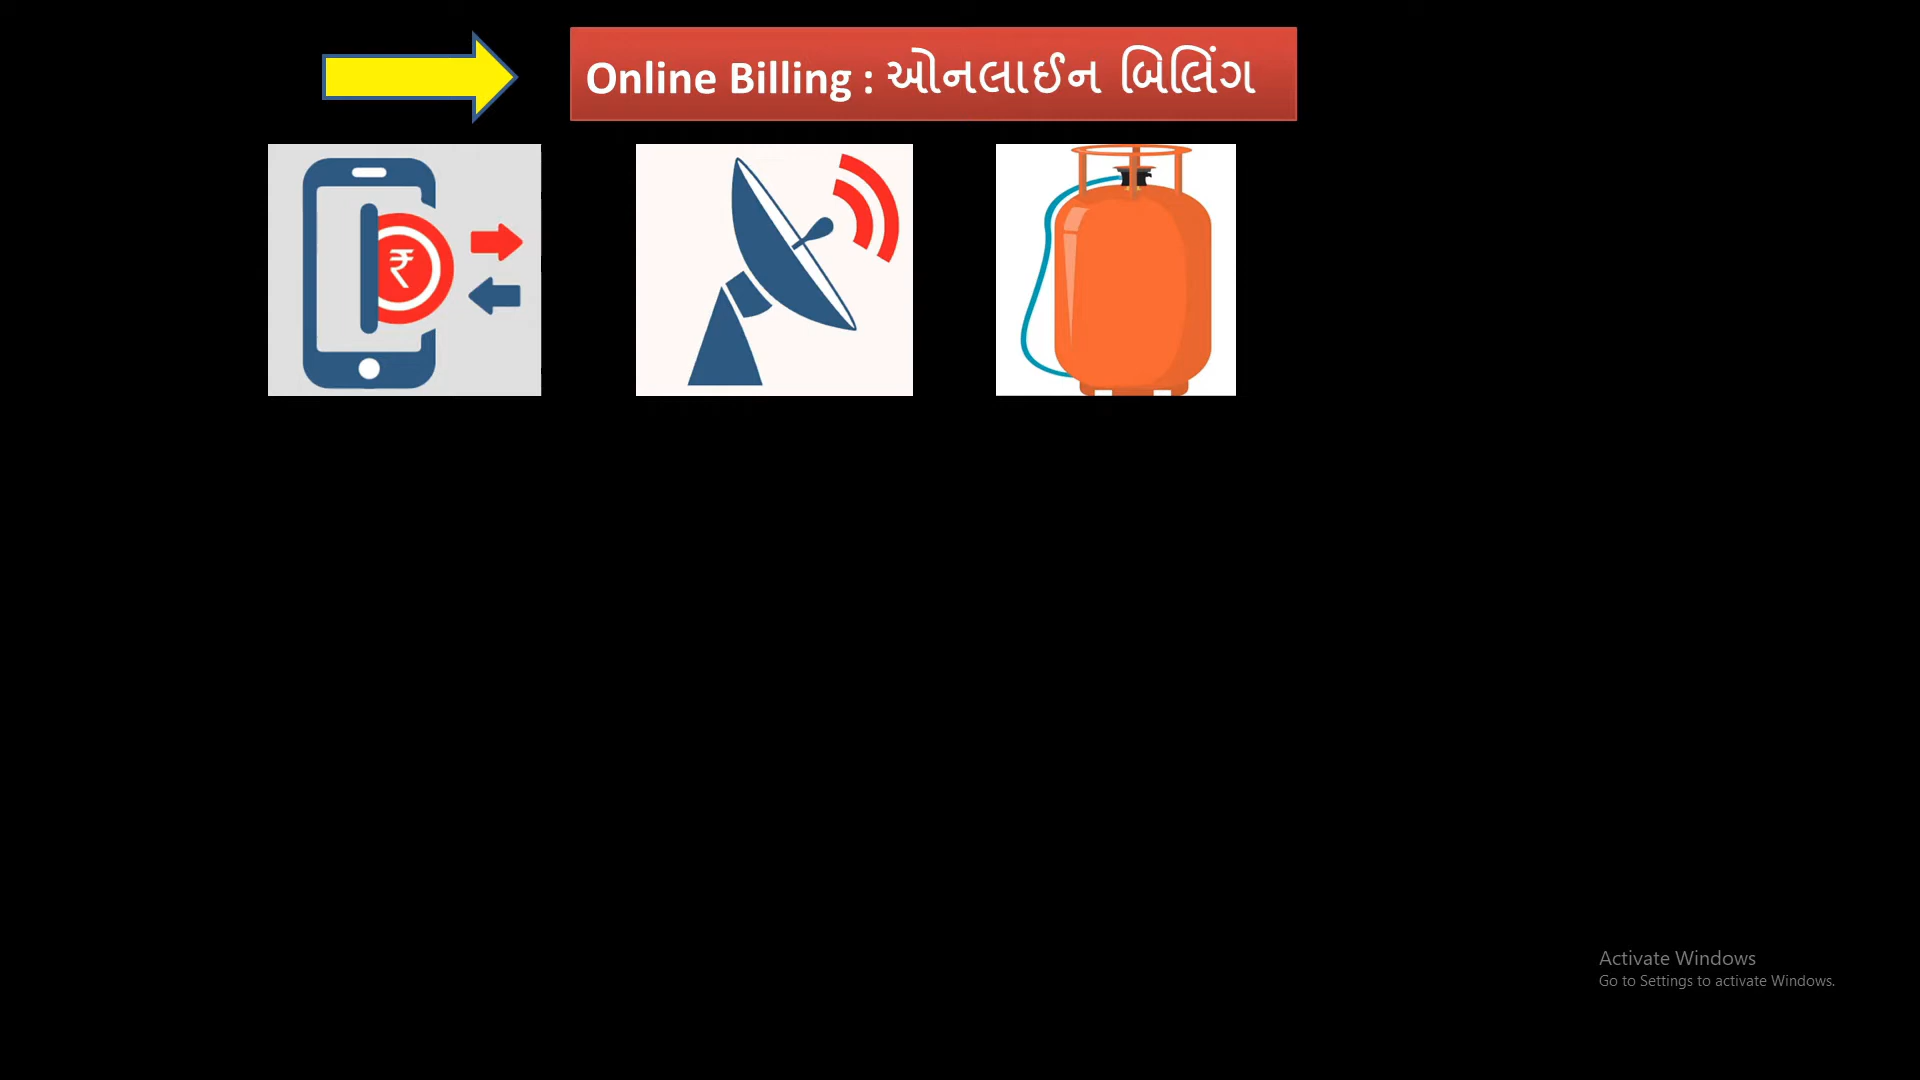 Online Billing : ઓનલાઈન બિલિંગ
₹
Activate Windows
Go to Settings to activate Windows.